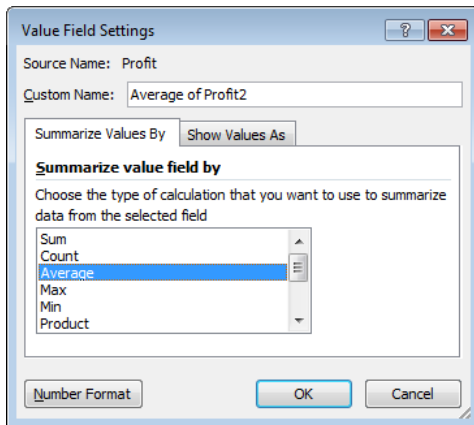 Value Field Settings
Source Name: Profit
Custom Name: Average of Profit2
Summarize Values By Show Values As
Summarize value field by
Choose the type of calculation that you want to use to summarize
data from the selected field
Sum
Count
Average
Max
Min
Product
Number Format OK Cancel